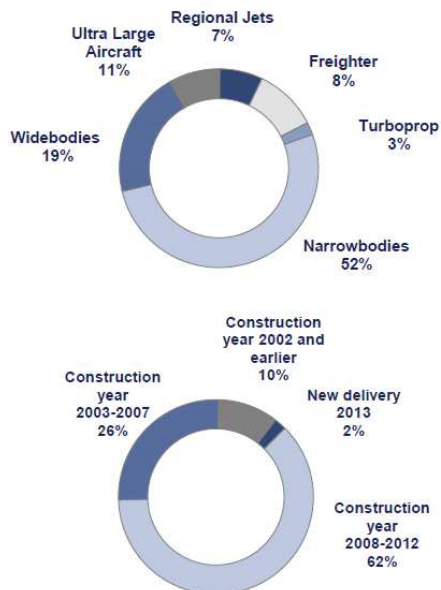 Regional Jets
7%
Ultra Large
Aircraft
11%
Freighter
8%
Turboprop
3%
Widebodies
19%
Narrowbodies
52%
Construction
year 2002 and
earlier
10%
Construction
year
2003-2007
26%
New delivery
2013
2%
Construction
year
2008-2012
62%